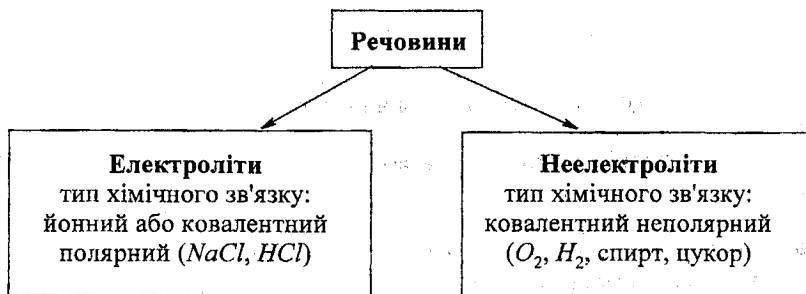 Речовини
Електроліти
тип хімічного зв'язку:
йонний або ковалентний
полярний (NaCl, HCl)
Неелектроліти
тип хімічного зв'язку:
ковалентний неполярний
(O₂, H₂, спирт, цукор)